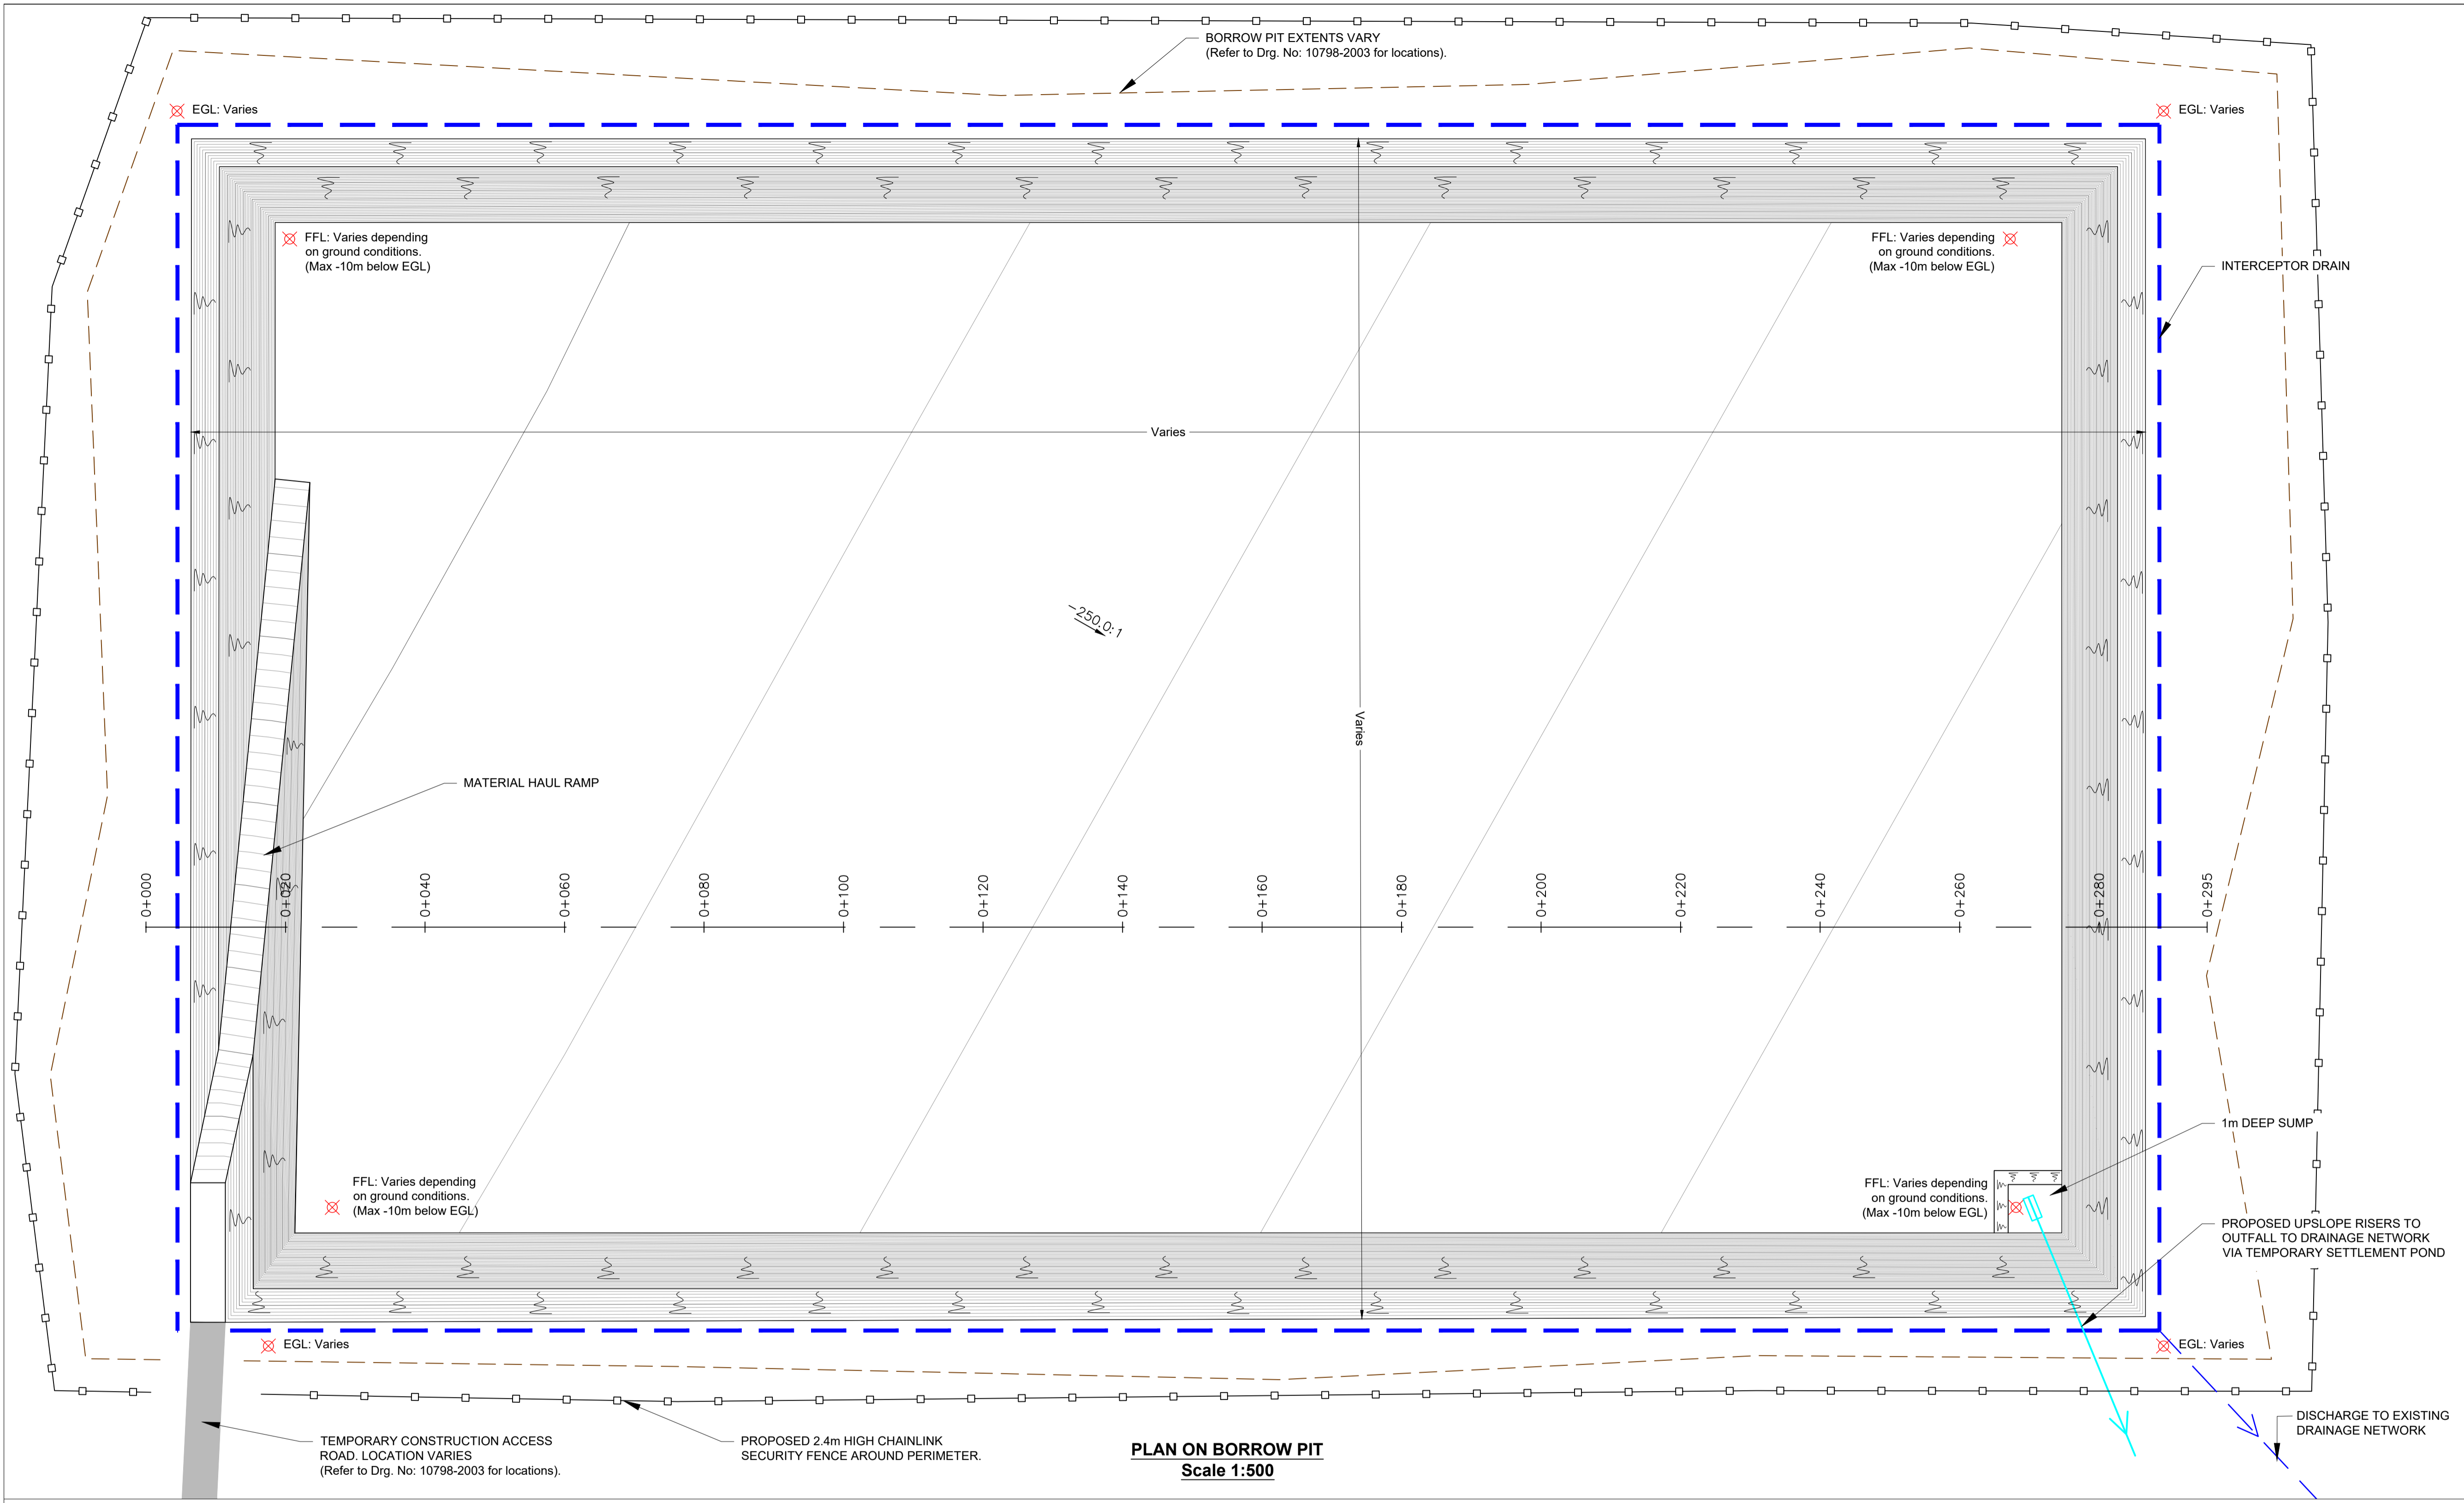 BORROW PIT EXTENTS VARY
(Refer to Drg. No: 10798-2003 for locations).
EGL: Varies
EGL: Varies
FFL: Varies depending
on ground conditions.
(Max -10m below EGL)
FFL: Varies depending
on ground conditions.
(Max -10m below EGL)
INTERCEPTOR DRAIN
Varies
-250.0:1
Varies
MATERIAL HAUL RAMP
0+000
0+020
0+040
0+060
0+080
0+100
0+120
0+140
0+160
0+180
0+200
0+220
0+240
0+260
0+280
0+295
1m DEEP SUMP
FFL: Varies depending
on ground conditions.
(Max -10m below EGL)
FFL: Varies depending
on ground conditions.
(Max -10m below EGL)
PROPOSED UPSLOPE RISERS TO
OUTFALL TO DRAINAGE NETWORK
VIA TEMPORARY SETTLEMENT POND
EGL: Varies
EGL: Varies
TEMPORARY CONSTRUCTION ACCESS
ROAD. LOCATION VARIES
(Refer to Drg. No: 10798-2003 for locations).
PROPOSED 2.4m HIGH CHAINLINK
SECURITY FENCE AROUND PERIMETER.
PLAN ON BORROW PIT
Scale 1:500
DISCHARGE TO EXISTING
DRAINAGE NETWORK